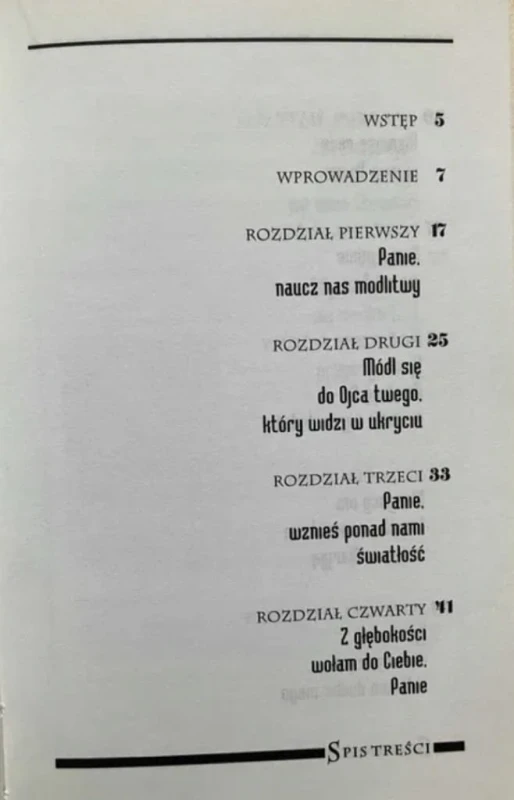 WSTĘP 5
WPROWADZENIE 7
ROZDZIAŁ PIERWSZY 17
Panie,
naucz nas modlitwy
ROZDZIAŁ DRUGI 25
Módl się
do Ojca twego,
który widzi w ukryciu
ROZDZIAŁ TRZECI 33
Panie,
wznieś ponad nami
światłość
ROZDZIAŁ CZWARTY 41
Z głębokości
wołam do Ciebie,
Panie
SPIS TREŚCI